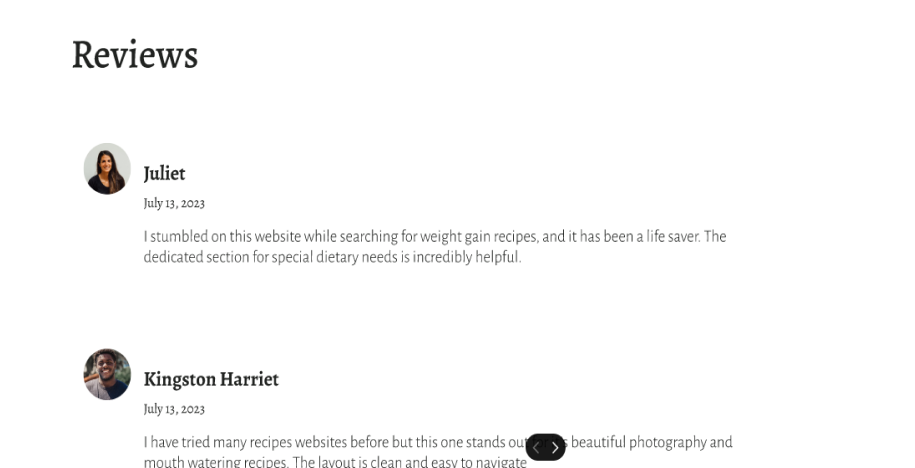 Reviews
Juliet
July 13, 2023
I stumbled on this website while searching for weight gain recipes, and it has been a life saver. The
dedicated section for special dietary needs is incredibly helpful.
Kingston Harriet
July 13, 2023
I have tried many recipes websites before but this one stands out beautiful photography and
mouth watering recipes. The layout is clean and easy to navigate